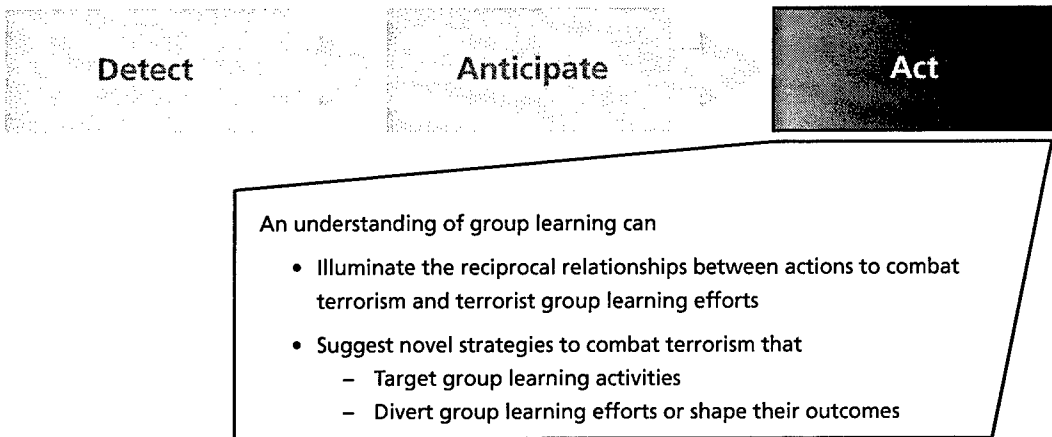 Detect
Anticipate
Act
An understanding of group learning can
• Illuminate the reciprocal relationships between actions to combat
terrorism and terrorist group learning efforts
• Suggest novel strategies to combat terrorism that
– Target group learning activities
– Divert group learning efforts or shape their outcomes